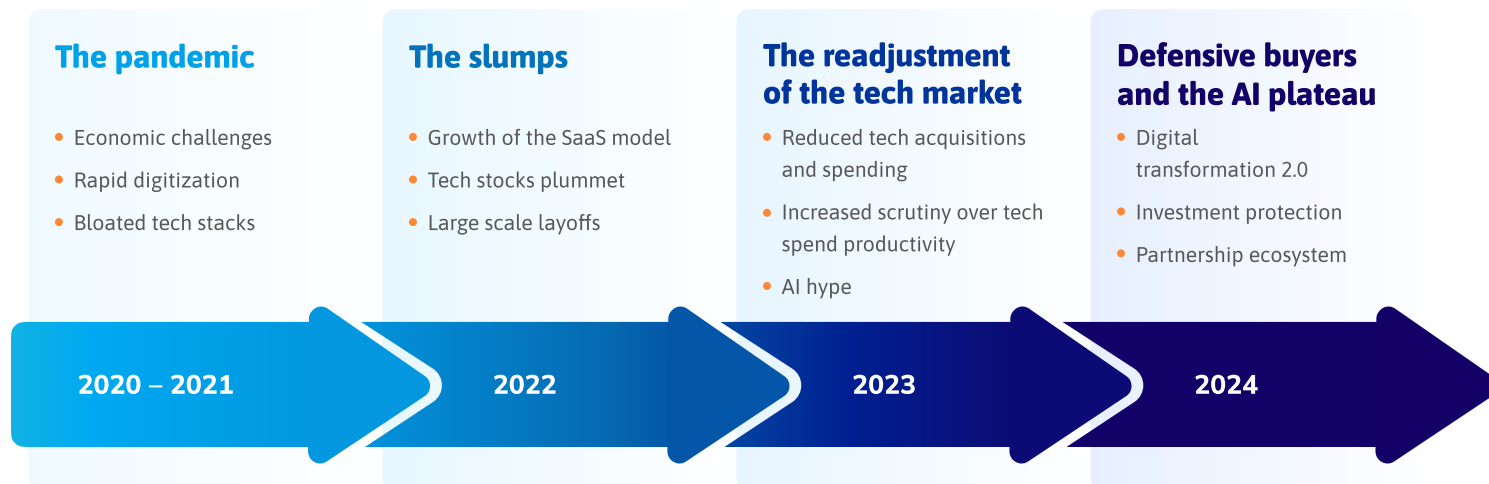 The pandemic
• Economic challenges
• Rapid digitization
• Bloated tech stacks
2020 – 2021
The slumps
• Growth of the SaaS model
• Tech stocks plummet
• Large scale layoffs
2022
The readjustment
of the tech market
• Reduced tech acquisitions
and spending
• Increased scrutiny over tech
spend productivity
• AI hype
2023
Defensive buyers
and the AI plateau
• Digital
transformation 2.0
• Investment protection
• Partnership ecosystem
2024